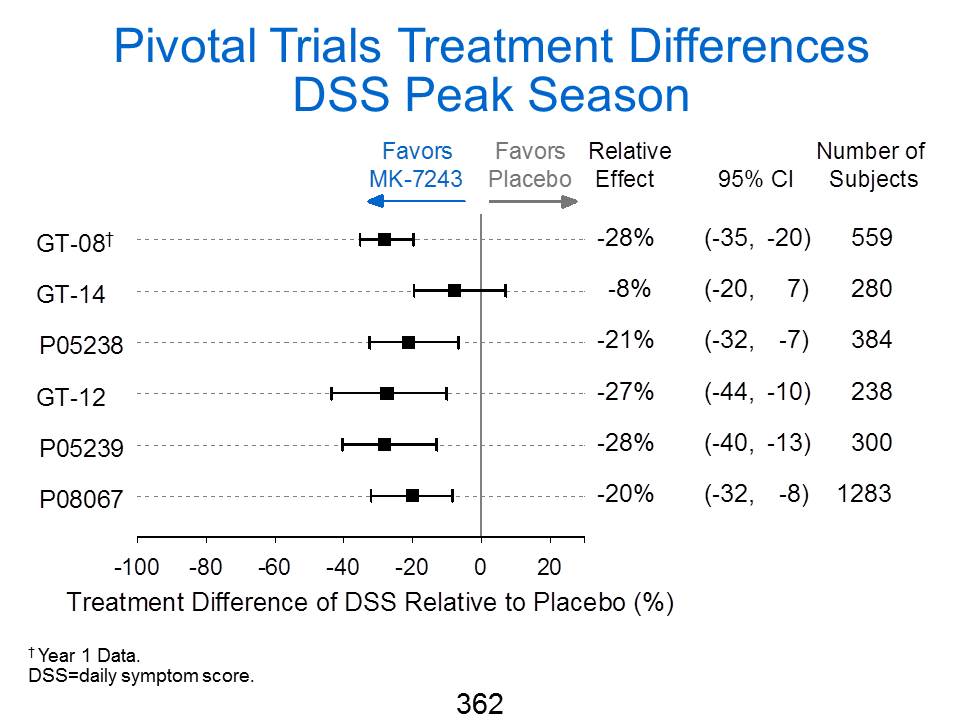 Pivotal Trials Treatment Differences
DSS Peak Season
Favors Favors Relative Number of
MK-7243 Placebo Effect 95% CI Subjects
GT-08† -28% (-35, -20) 559
GT-14 -8% (-20, 7) 280
P05238 -21% (-32, -7) 384
GT-12 -27% (-44, -10) 238
P05239 -28% (-40, -13) 300
P08067 -20% (-32, -8) 1283
-100 -80 -60 -40 -20 0 20
Treatment Difference of DSS Relative to Placebo (%)
† Year 1 Data.
DSS=daily symptom score.
362